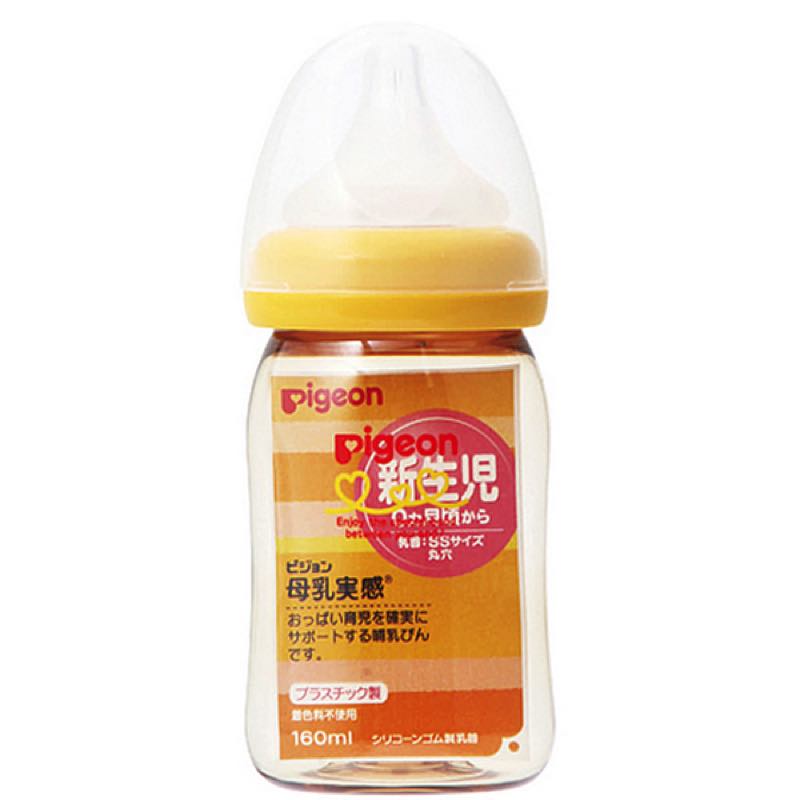 Pigeon
Pigeon
新生児
0ヵ月頃から
乳首：SSサイズ
丸穴
Enjoy the
between
ピジョン
母乳実感®
おっぱい育児を確実に
サポートする哺乳びん
です。
プラスチック製
着色料不使用
160ml シリコーンゴム製乳首